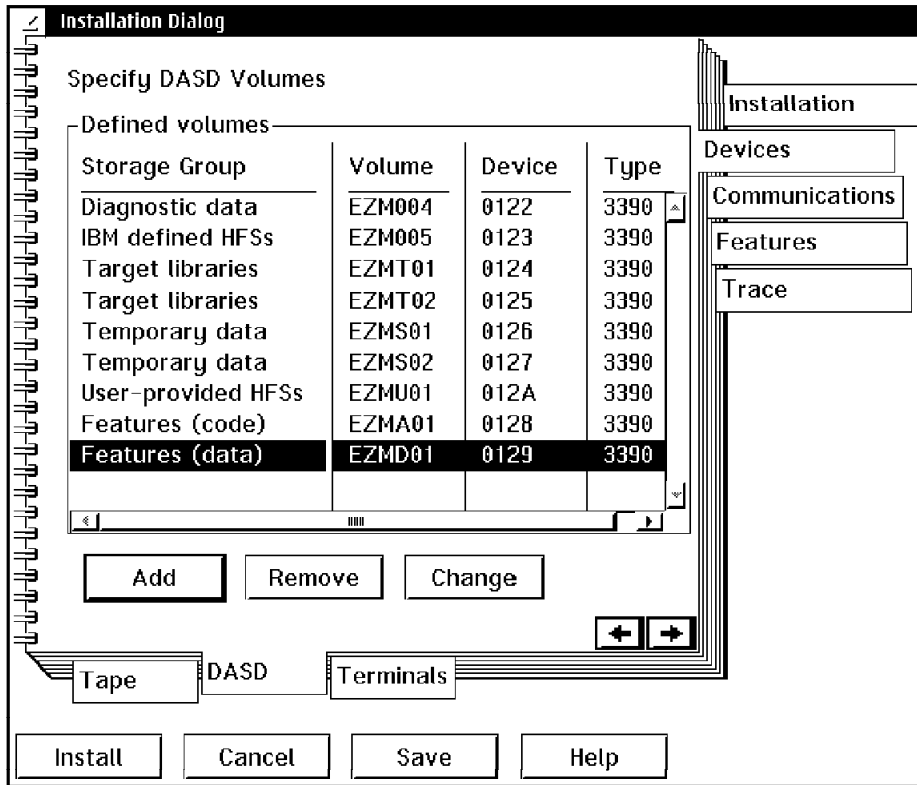 Installation Dialog
Specify DASD Volumes
Defined volumes
Storage Group Volume Device Type
Diagnostic data EZM004 0122 3390
IBM defined HFSs EZM005 0123 3390
Target libraries EZMT01 0124 3390
Target libraries EZMT02 0125 3390
Temporary data EZMS01 0126 3390
Temporary data EZMS02 0127 3390
User-provided HFSs EZMU01 012A 3390
Features (code) EZMA01 0128 3390
Features (data) EZMD01 0129 3390
Add Remove Change
Installation
Devices
Communications
Features
Trace
Tape DASD Terminals
Install Cancel Save Help